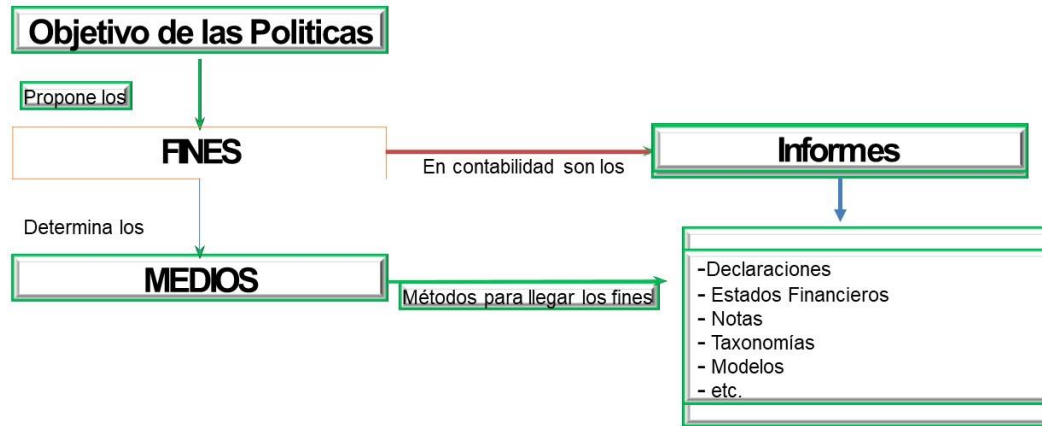 Objetivo de las Politicas
Propone los
FINES
En contabilidad son los
Informes
Determina los
MEDIOS
Métodos para llegar los fines
-Declaraciones
- Estados Financieros
- Notas
- Taxonomías
- Modelos
- etc.